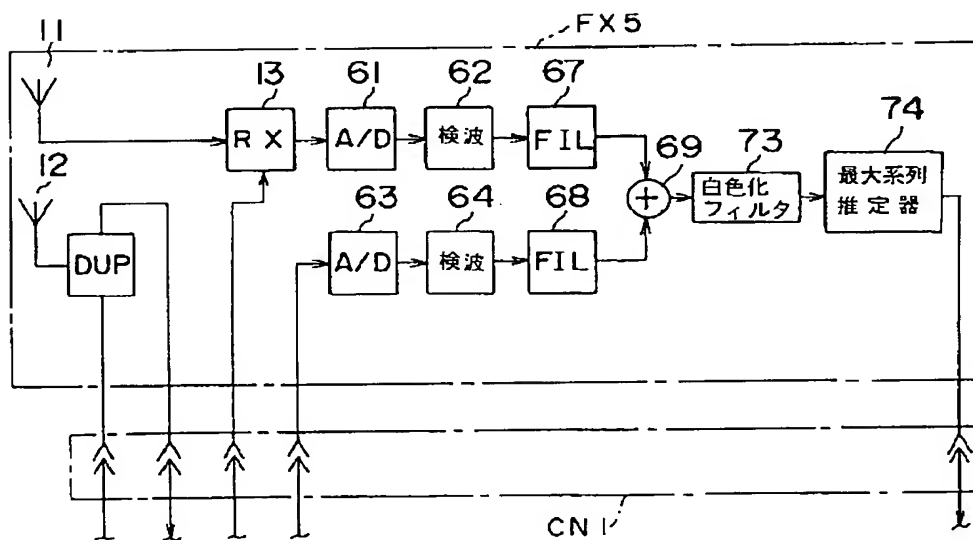 FX5
11
13
61
62
67
RX
A/D
検波
FIL
69
73
74
白色化
フィルタ
最大系列
推定器
12
63
64
68
DUP
A/D
検波
FIL
CN1